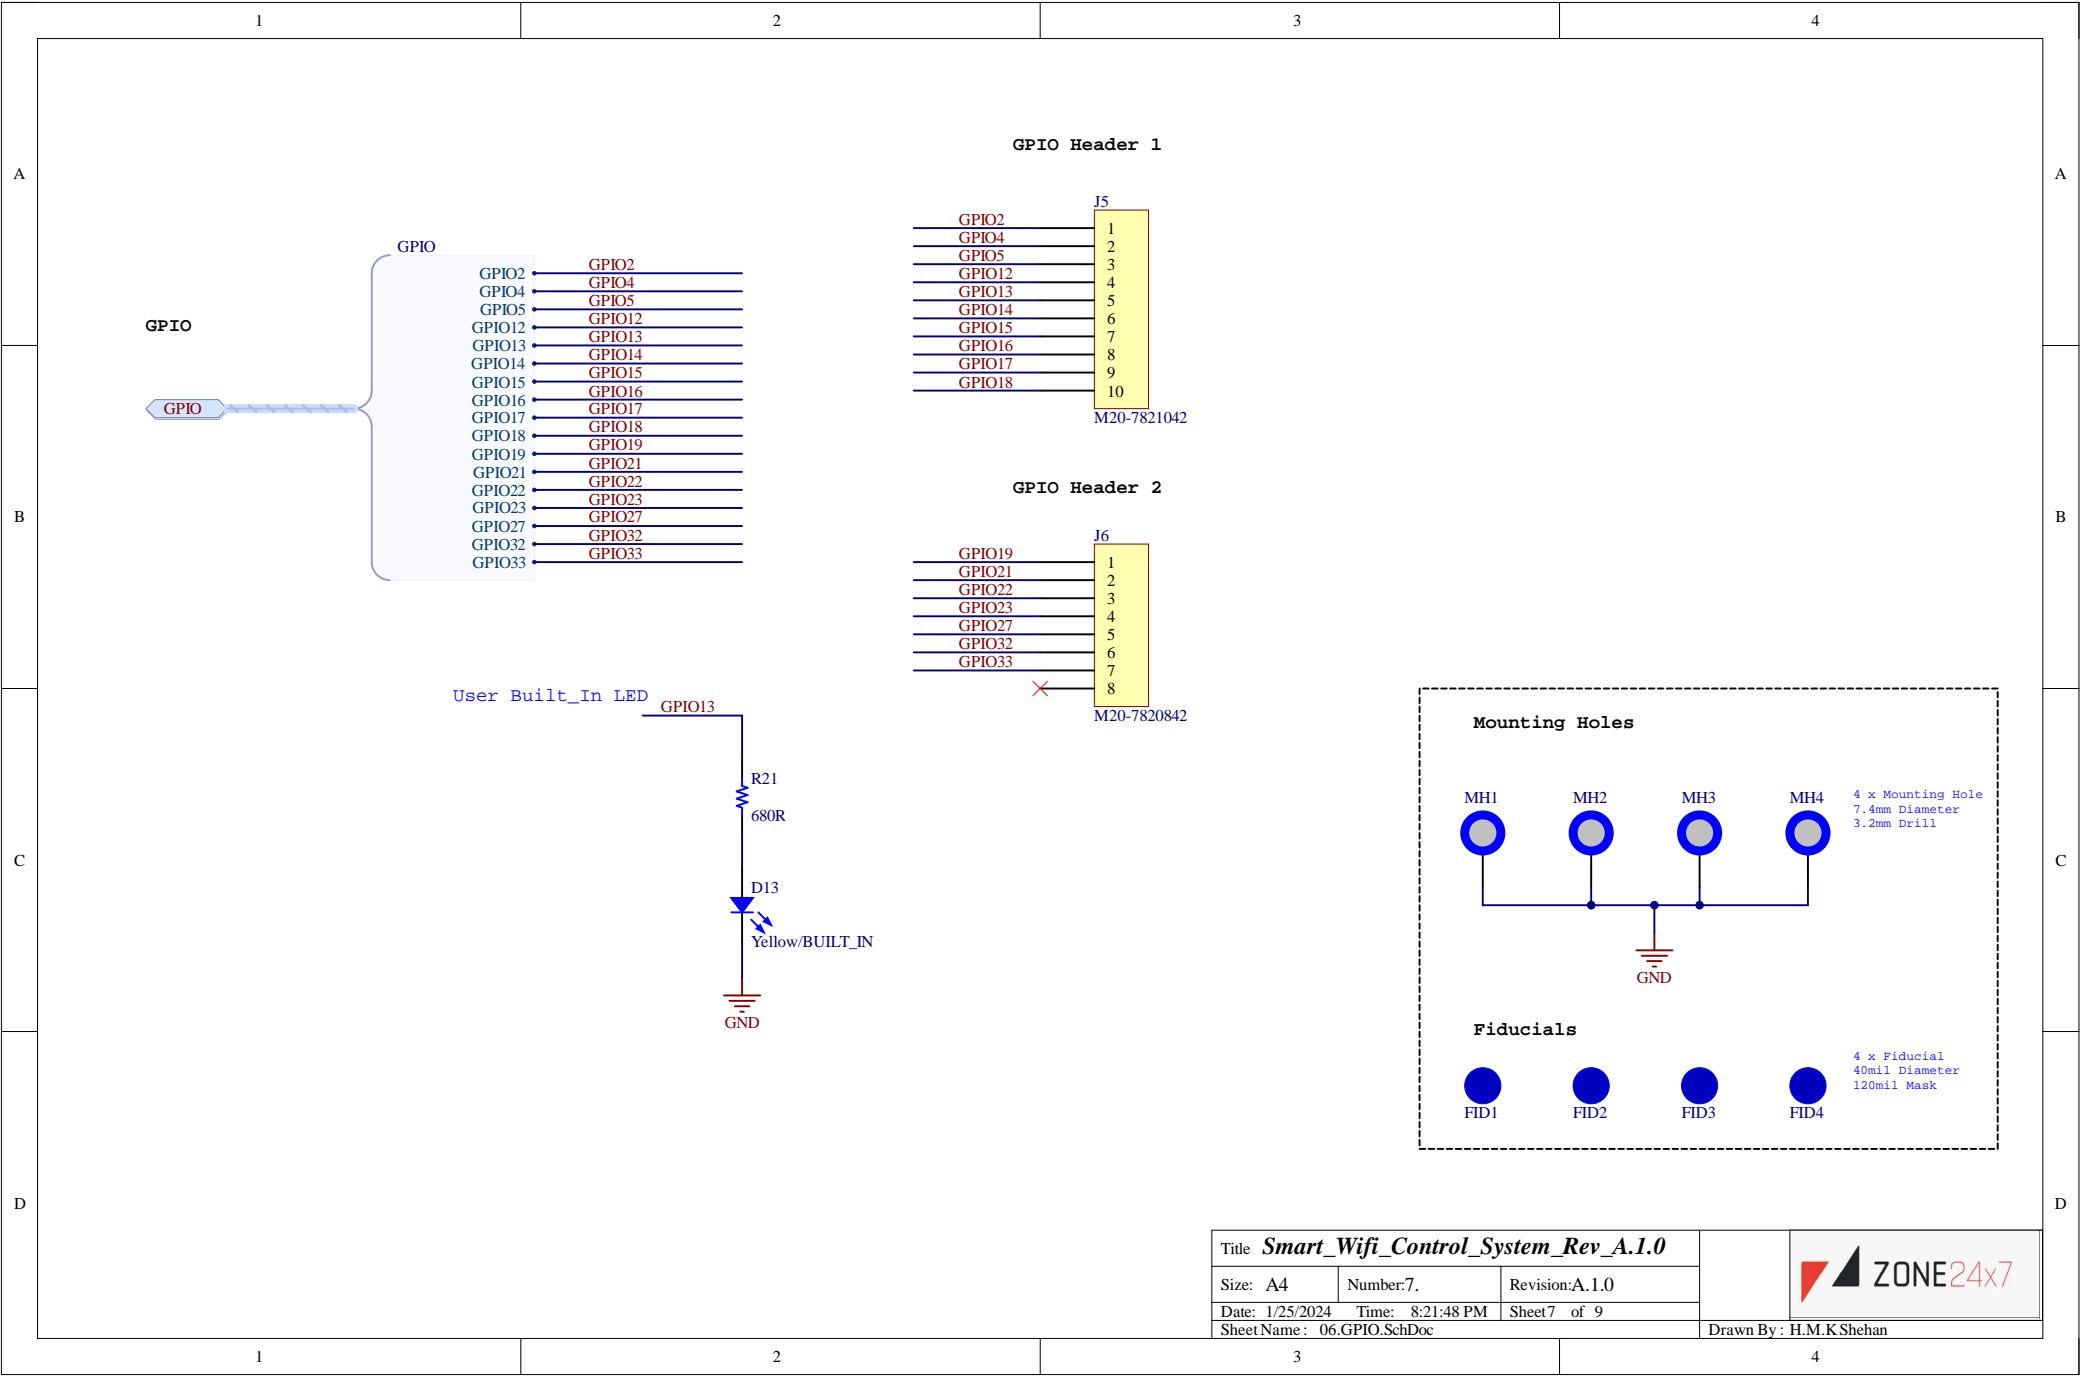 1 2 3 4
A A
B B
C C
D D
GPIO
GPIO
GPIO
GPIO2 GPIO2
GPIO4 GPIO4
GPIO5 GPIO5
GPIO12 GPIO12
GPIO13 GPIO13
GPIO14 GPIO14
GPIO15 GPIO15
GPIO16 GPIO16
GPIO17 GPIO17
GPIO18 GPIO18
GPIO19 GPIO19
GPIO21 GPIO21
GPIO22 GPIO22
GPIO23 GPIO23
GPIO27 GPIO27
GPIO32 GPIO32
GPIO33 GPIO33
GPIO Header 1
J5
GPIO2 1
GPIO4 2
GPIO5 3
GPIO12 4
GPIO13 5
GPIO14 6
GPIO15 7
GPIO16 8
GPIO17 9
GPIO18 10
M20-7821042
GPIO Header 2
J6
GPIO19 1
GPIO21 2
GPIO22 3
GPIO23 4
GPIO27 5
GPIO32 6
GPIO33 7
8
M20-7820842
User Built_In LED
GPIO13
R21
680R
D13
Yellow/BUILT_IN
GND
Mounting Holes
MH1 MH2 MH3 MH4
4 x Mounting Hole
7.4mm Diameter
3.2mm Drill
GND
Fiducials
4 x Fiducial
40mil Diameter
120mil Mask
FID1 FID2 FID3 FID4
Title Smart_Wifi_Control_System_Rev_A.1.0
Size: A4 Number:7. Revision:A.1.0
Date: 1/25/2024 Time: 8:21:48 PM Sheet7 of 9
Sheet Name : 06.GPIO.SchDoc Drawn By : H.M.K Shehan
ZONE24x7
1 2 3 4